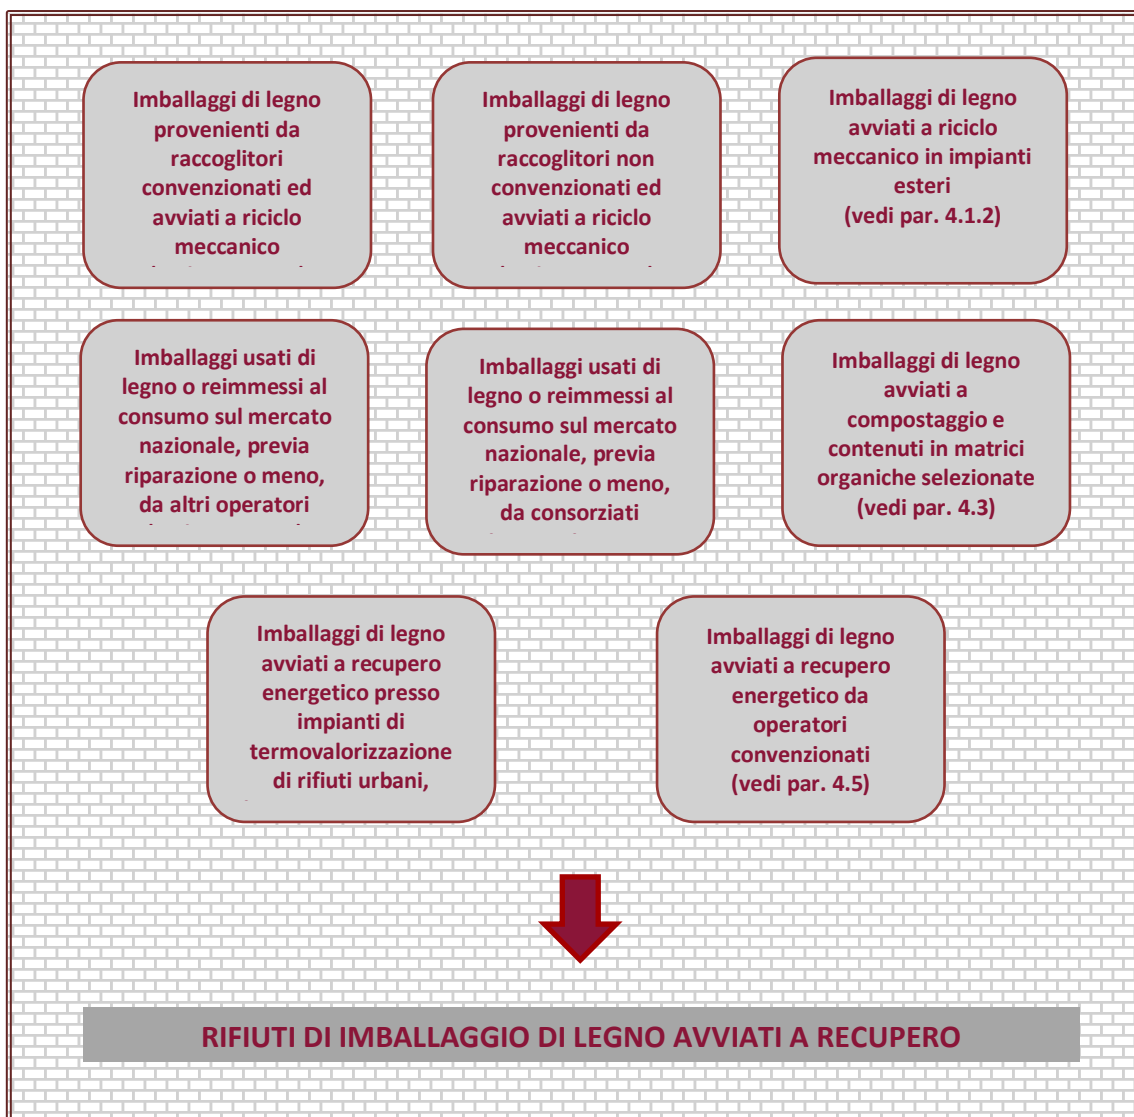 Imballaggi di legno
provenienti da
raccoglitori
convenzionati ed
avviati a riciclo
meccanico
Imballaggi di legno
provenienti da
raccoglitori non
convenzionati ed
avviati a riciclo
meccanico
Imballaggi di legno
avviati a riciclo
meccanico in impianti
esteri
(vedi par. 4.1.2)
Imballaggi usati di
legno o reimmessi al
consumo sul mercato
nazionale, previa
riparazione o meno,
da altri operatori
Imballaggi usati di
legno o reimmessi al
consumo sul mercato
nazionale, previa
riparazione o meno,
da consorziati
Imballaggi di legno
avviati a
compostaggio e
contenuti in matrici
organiche selezionate
(vedi par. 4.3)
Imballaggi di legno
avviati a recupero
energetico presso
impianti di
termovalorizzazione
di rifiuti urbani,
Imballaggi di legno
avviati a recupero
energetico da
operatori
convenzionati
(vedi par. 4.5)
RIFIUTI DI IMBALLAGGIO DI LEGNO AVVIATI A RECUPERO